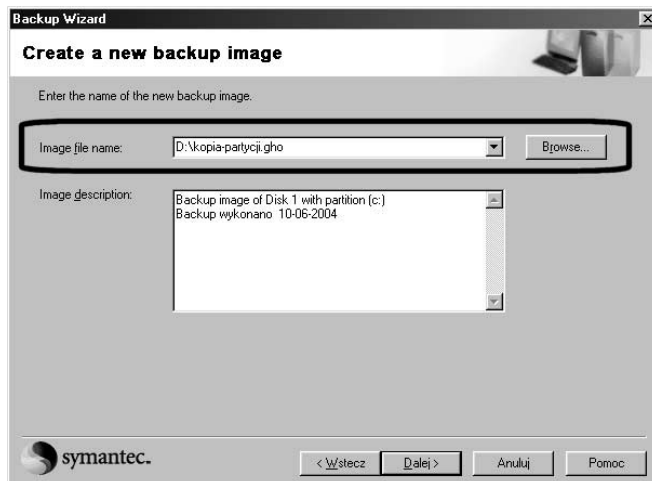 Backup Wizard
Create a new backup image
Enter the name of the new backup image.
Image file name: D:\kopia-partycji.gho Browse...
Image description: Backup image of Disk 1 with partition (c:)
Backup wykonano 10-06-2004
symantec.
< Wstecz Dalej > Anuluj Pomoc